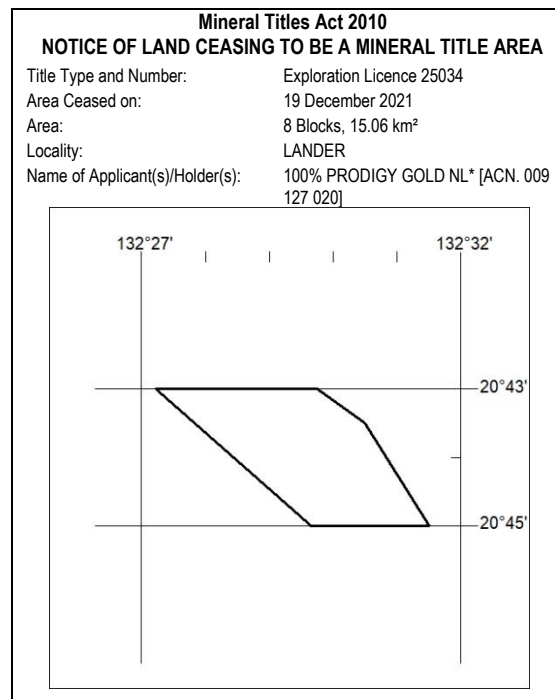 Mineral Titles Act 2010
NOTICE OF LAND CEASING TO BE A MINERAL TITLE AREA
Title Type and Number: Exploration Licence 25034
Area Ceased on: 19 December 2021
Area: 8 Blocks, 15.06 km²
Locality: LANDER
Name of Applicant(s)/Holder(s): 100% PRODIGY GOLD NL* [ACN. 009
127 020]
132°27' 132°32'
20°43'
20°45'